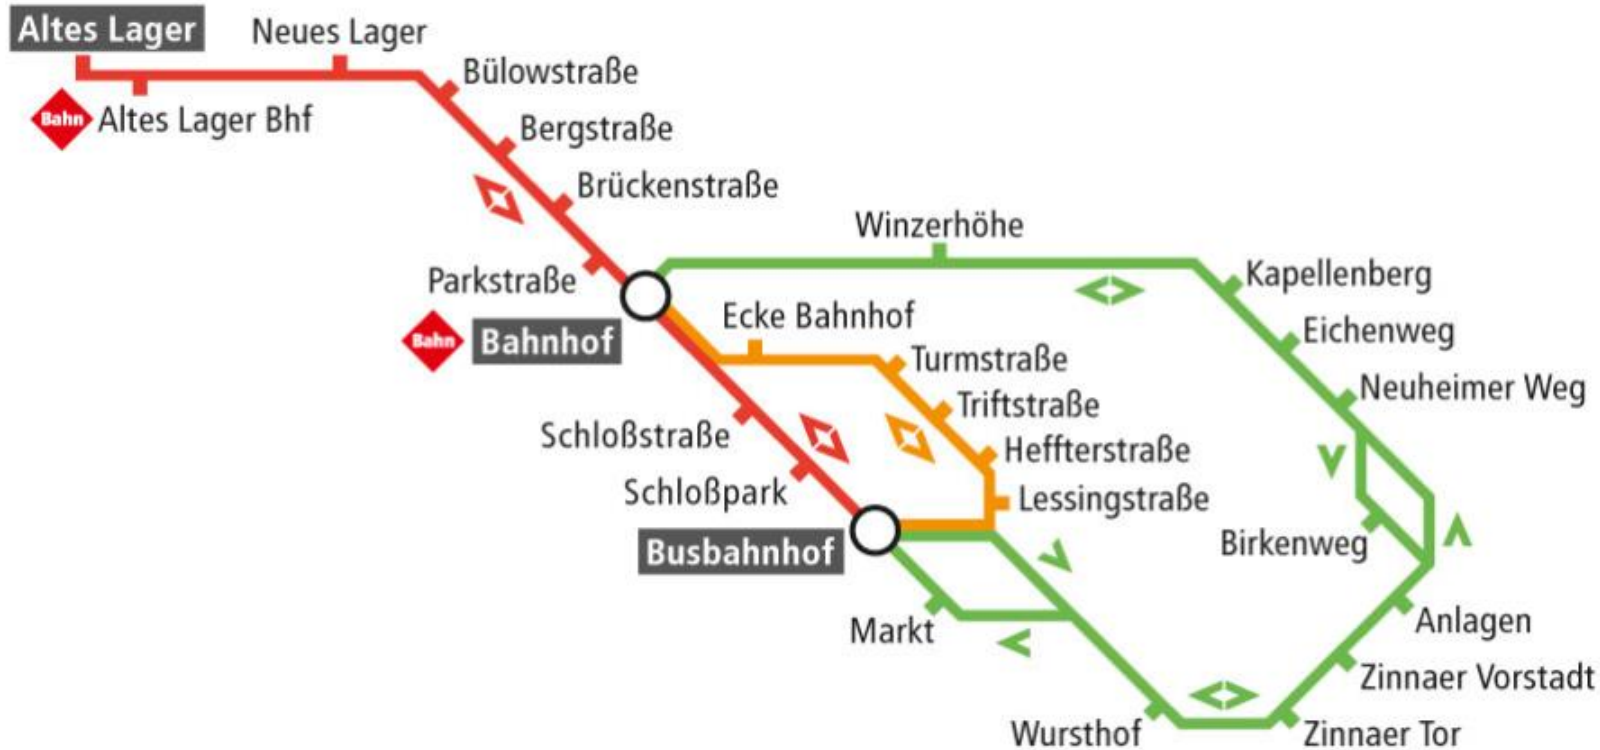 Altes Lager
Neues Lager
Bülowstraße
Bahn
Altes Lager Bhf
Bergstraße
Brückenstraße
Winzerhöhe
Parkstraße
Kapellenberg
Ecke Bahnhof
Eichenweg
Bahn
Bahnhof
Turmstraße
Neuheimer Weg
Triftstraße
Schloßstraße
Heffterstraße
Schloßpark
Lessingstraße
Birkenweg
Busbahnhof
Markt
Anlagen
Zinnaer Vorstadt
Wursthof
Zinnaer Tor